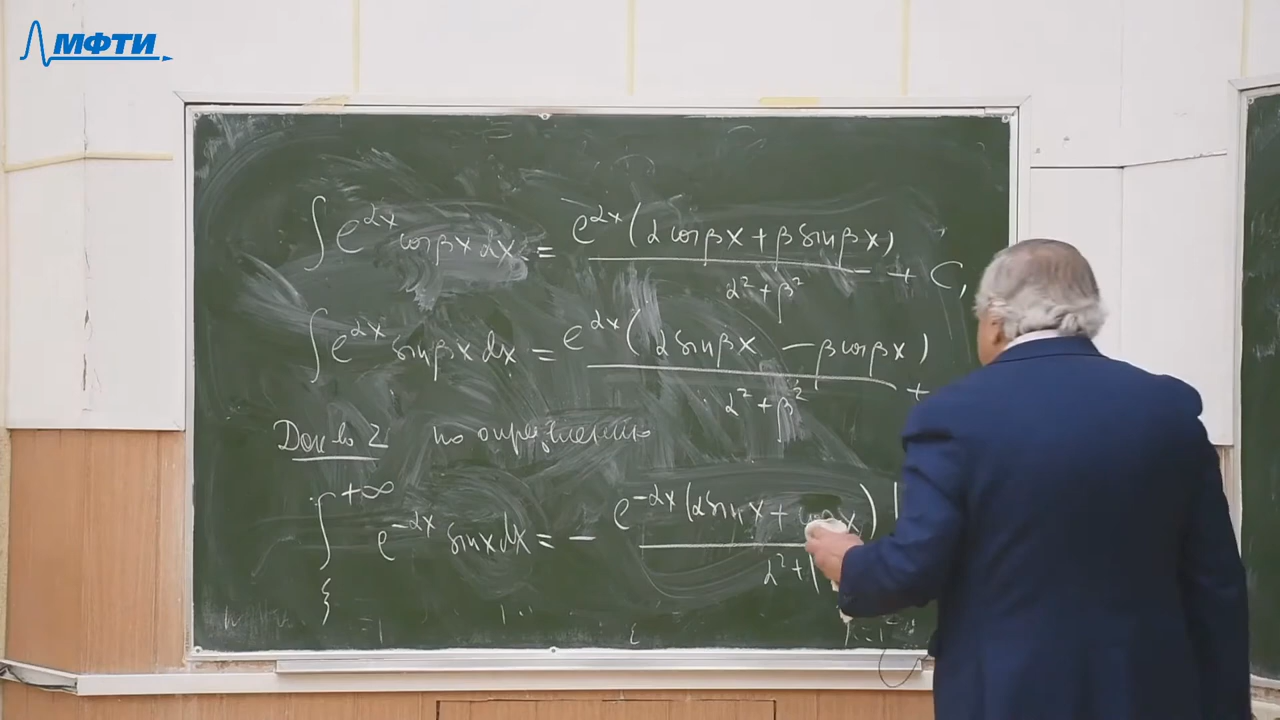 МФТИ
∫ e^{αx} cos βx dx = e^{αx} (α cos βx + β sin βx) / (α² + β²) + C,
∫ e^{αx} sin βx dx = e^{αx} (α sin βx − β cos βx) / (α² + β²) +
Док-во 2 по определению
∫_ξ^{+∞} e^{-αx} sin x dx = − e^{-αx} (α sin x + cos x) / (α² + 1) |